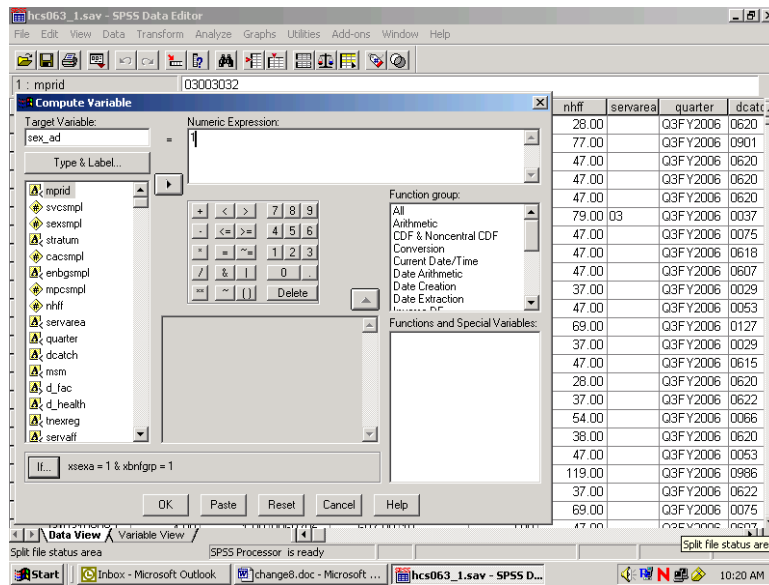 hcs063_1.sav - SPSS Data Editor
File Edit View Data Transform Analyze Graphs Utilities Add-ons Window Help
1 : mprid 03003032
Compute Variable
Target Variable:
sex_ad
=
Numeric Expression:
1
Type & Label...
mprid
svcsmpl
sexsmpl
stratum
cacsmpl
enbgsmpl
mpcsmpl
nhff
servarea
quarter
dcatch
msm
d_fac
d_health
tnexreg
servaff
+ < > 7 8 9
- <= >= 4 5 6
* = ~= 1 2 3
/ & | 0 .
** ~ () Delete
Function group:
All
Arithmetic
CDF & Noncentral CDF
Conversion
Current Date/Time
Date Arithmetic
Date Creation
Date Extraction
Functions and Special Variables:
If... xsexa = 1 & xbnfgrp = 1
OK Paste Reset Cancel Help
nhff servarea quarter dcatc
28.00 Q3FY2006 0620
77.00 Q3FY2006 0901
47.00 Q3FY2006 0620
47.00 Q3FY2006 0620
47.00 Q3FY2006 0620
79.00 03 Q3FY2006 0037
47.00 Q3FY2006 0075
47.00 Q3FY2006 0618
47.00 Q3FY2006 0607
37.00 Q3FY2006 0029
47.00 Q3FY2006 0053
69.00 Q3FY2006 0127
37.00 Q3FY2006 0029
47.00 Q3FY2006 0615
28.00 Q3FY2006 0620
37.00 Q3FY2006 0622
54.00 Q3FY2006 0066
38.00 Q3FY2006 0620
47.00 Q3FY2006 0053
119.00 Q3FY2006 0986
37.00 Q3FY2006 0622
69.00 Q3FY2006 0075
47.00 Q3FY2006 0607
Data View Variable View
Split file status area
Split file status area SPSS Processor is ready
Start Inbox - Microsoft Outlook change8.doc - Microsoft ... hcs063_1.sav - SPSS D... 10:20 AM